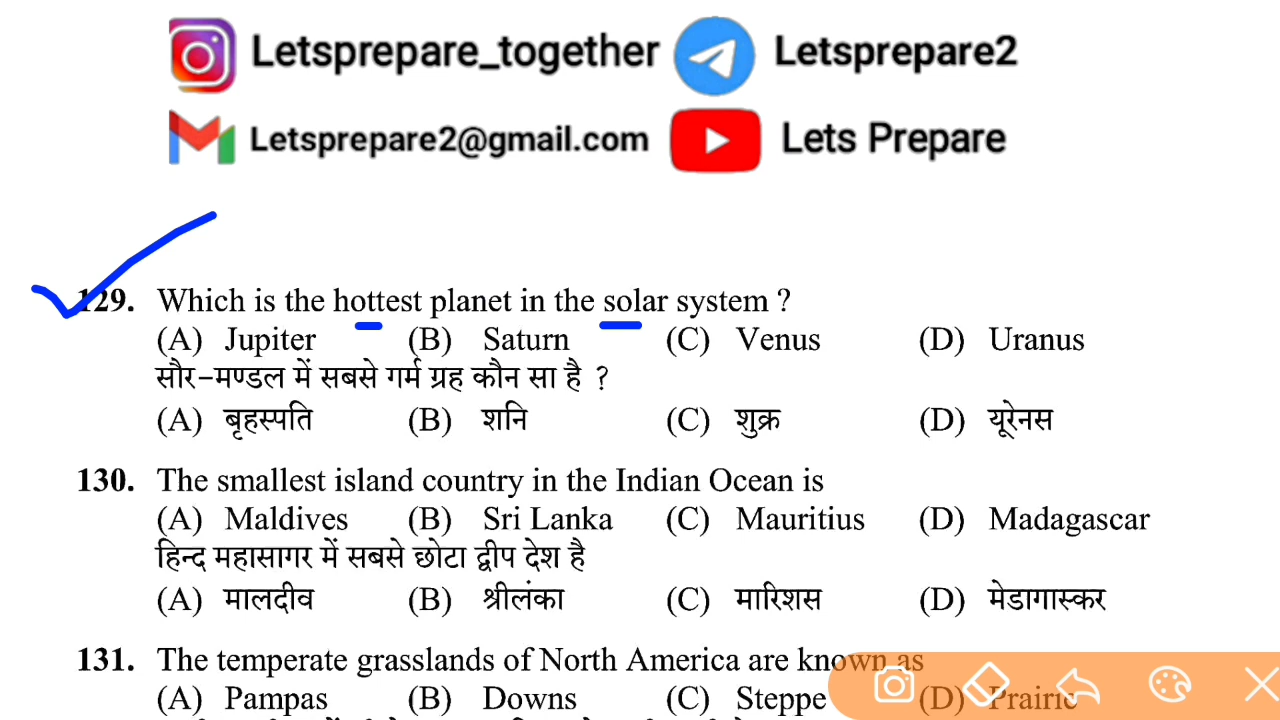 Letsprepare_together Letsprepare2
Letsprepare2@gmail.com Lets Prepare
129. Which is the hottest planet in the solar system ?
(A) Jupiter (B) Saturn (C) Venus (D) Uranus
सौर-मण्डल में सबसे गर्म ग्रह कौन सा है ?
(A) बृहस्पति (B) शनि (C) शुक्र (D) यूरेनस
130. The smallest island country in the Indian Ocean is
(A) Maldives (B) Sri Lanka (C) Mauritius (D) Madagascar
हिन्द महासागर में सबसे छोटा द्वीप देश है
(A) मालदीव (B) श्रीलंका (C) मारिशस (D) मेडागास्कर
131. The temperate grasslands of North America are known as
(A) Pampas (B) Downs (C) Steppe (D) Prairie